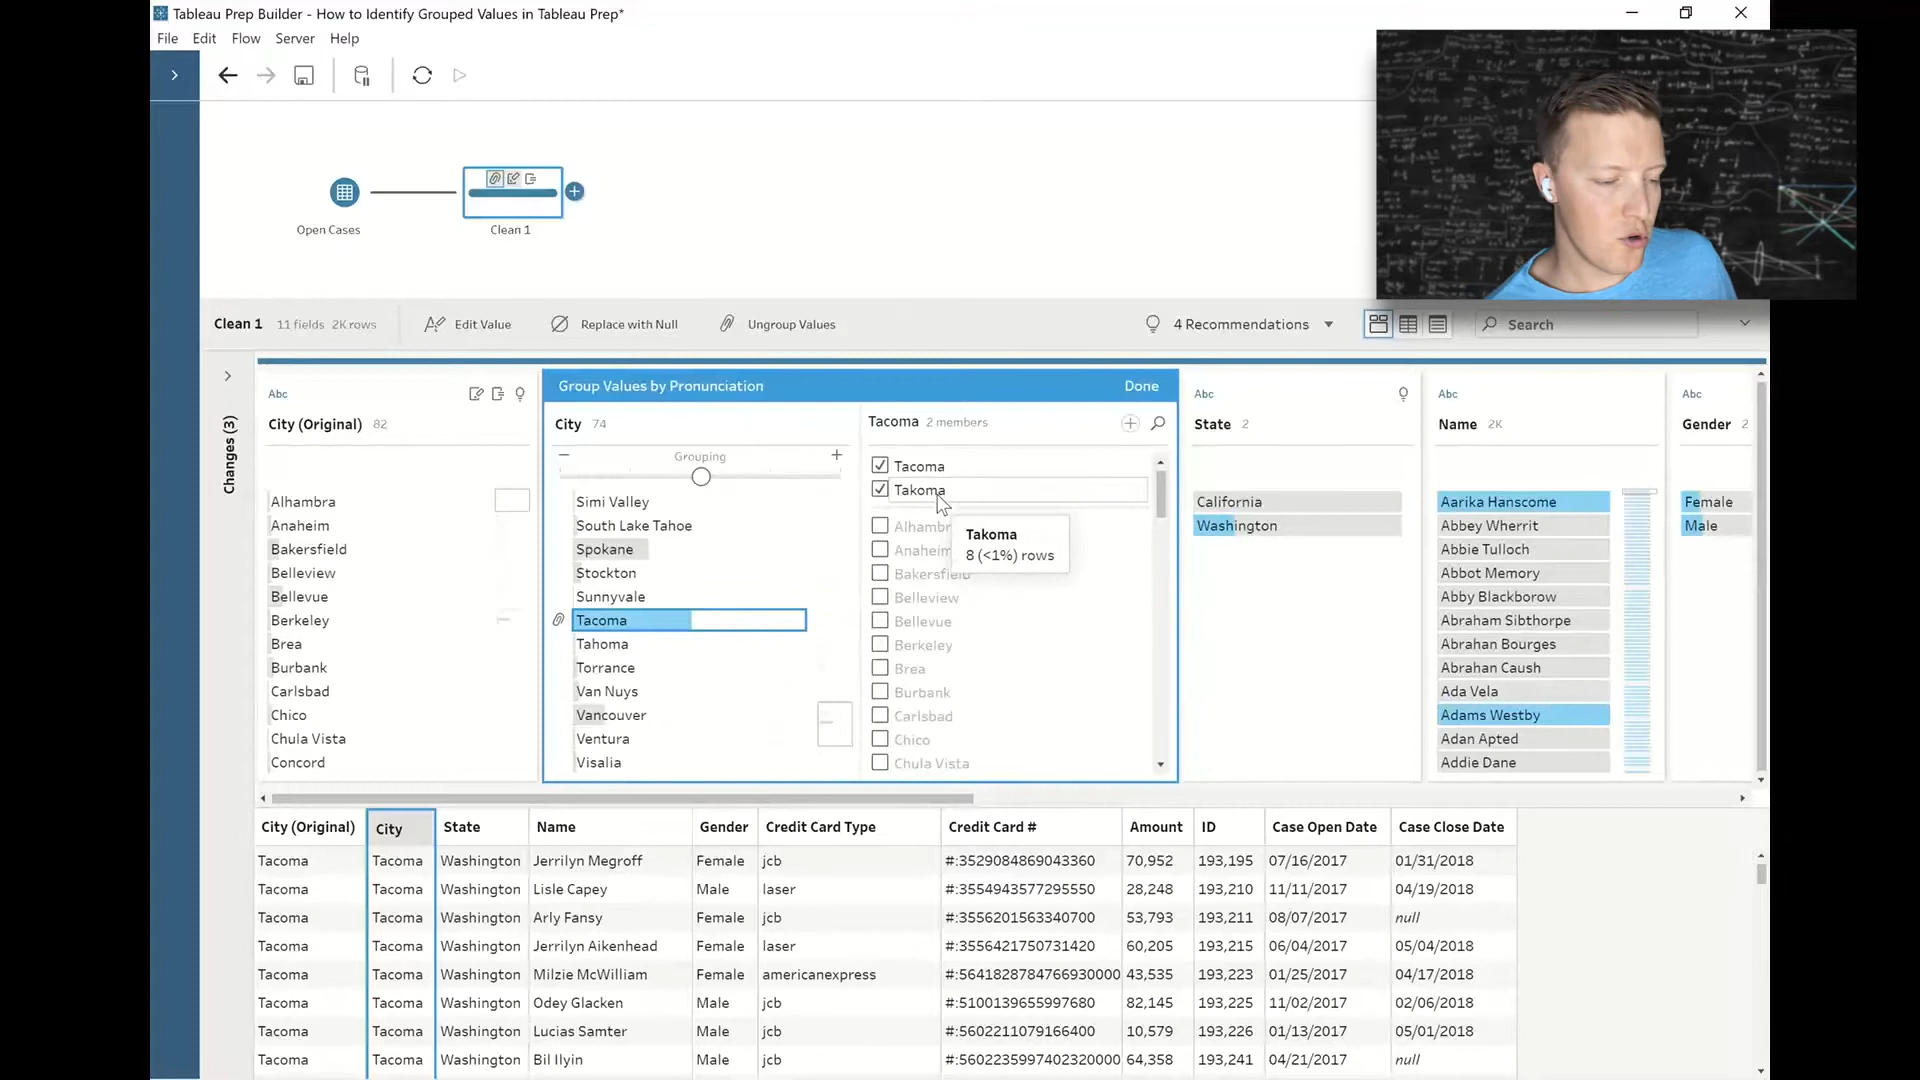 Tableau Prep Builder - How to Identify Grouped Values in Tableau Prep*
File Edit Flow Server Help
Open Cases
Clean 1
Clean 1 11 fields 2K rows Edit Value Replace with Null Ungroup Values 4 Recommendations Search
Changes (3)
Abc
City (Original) 82
Alhambra
Anaheim
Bakersfield
Belleview
Bellevue
Berkeley
Brea
Burbank
Carlsbad
Chico
Chula Vista
Concord
Group Values by Pronunciation Done
City 74
Grouping
Simi Valley
South Lake Tahoe
Spokane
Stockton
Sunnyvale
Tacoma
Tahoma
Torrance
Van Nuys
Vancouver
Ventura
Visalia
Tacoma 2 members
Tacoma
Takoma
Takoma
8 (<1%) rows
Anaheim
Bakersfield
Belleview
Bellevue
Berkeley
Brea
Burbank
Carlsbad
Chico
Chula Vista
Abc
State 2
California
Washington
Abc
Name 2K
Aarika Hanscome
Abbey Wherrit
Abbie Tulloch
Abbot Memory
Abby Blackborow
Abraham Sibthorpe
Abrahan Bourges
Abrahan Caush
Ada Vela
Adams Westby
Adan Apted
Addie Dane
Abc
Gender 2
Female
Male
City (Original) City State Name Gender Credit Card Type Credit Card # Amount ID Case Open Date Case Close Date
Tacoma Tacoma Washington Jerrilyn Megroff Female jcb #:3529084869043360 70,952 193,195 07/16/2017 01/31/2018
Tacoma Tacoma Washington Lisle Capey Male laser #:3554943577295550 28,248 193,210 11/11/2017 04/19/2018
Tacoma Tacoma Washington Arly Fansy Female jcb #:3556201563340700 53,793 193,211 08/07/2017 null
Tacoma Tacoma Washington Jerrilyn Aikenhead Female laser #:3556421750731420 60,205 193,215 06/04/2017 05/04/2018
Tacoma Tacoma Washington Milzie McWilliam Female americanexpress #:5641828784766930000 43,535 193,223 01/25/2017 04/17/2018
Tacoma Tacoma Washington Odey Glacken Male jcb #:5100139655997680 82,145 193,225 11/02/2017 02/06/2018
Tacoma Tacoma Washington Lucias Samter Male jcb #:5602211079166400 10,579 193,226 01/13/2017 05/01/2018
Tacoma Tacoma Washington Bil Ilyin Male jcb #:5602235997402320000 64,358 193,241 04/21/2017 null